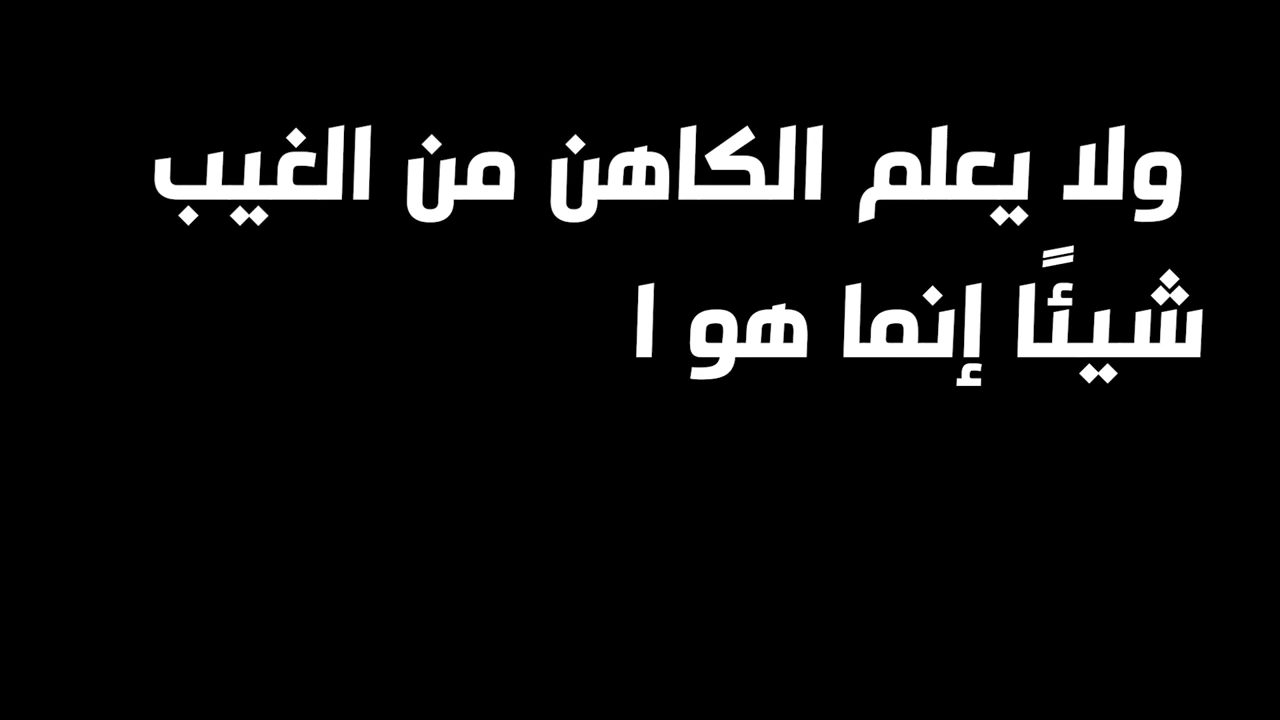 ولا يعلم الكاهن من الغيب
شيئًا إنما هو ا